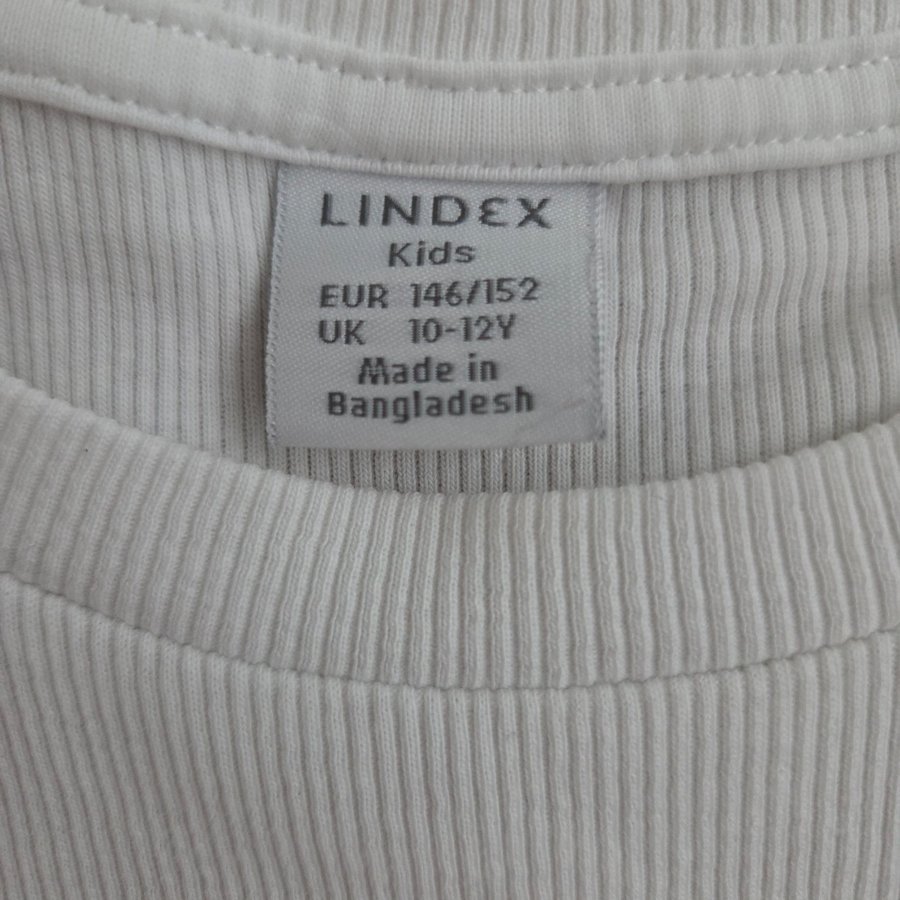 LINDEX
Kids
EUR 146/152
UK 10-12Y
Made in
Bangladesh